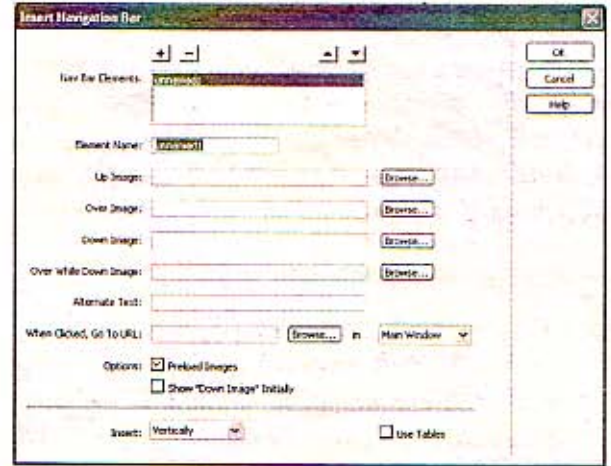 Insert Navigation Bar
+ −
OK
Nav Bar Elements:
unnamed1
Cancel
Help
Element Name: unnamed1
Up Image: Browse...
Over Image: Browse...
Down Image: Browse...
Over While Down Image: Browse...
Alternate Text:
When Clicked, Go To URL: Browse... in Main Window
Options: Preload Images
Show "Down Image" Initially
Insert: Vertically Use Tables